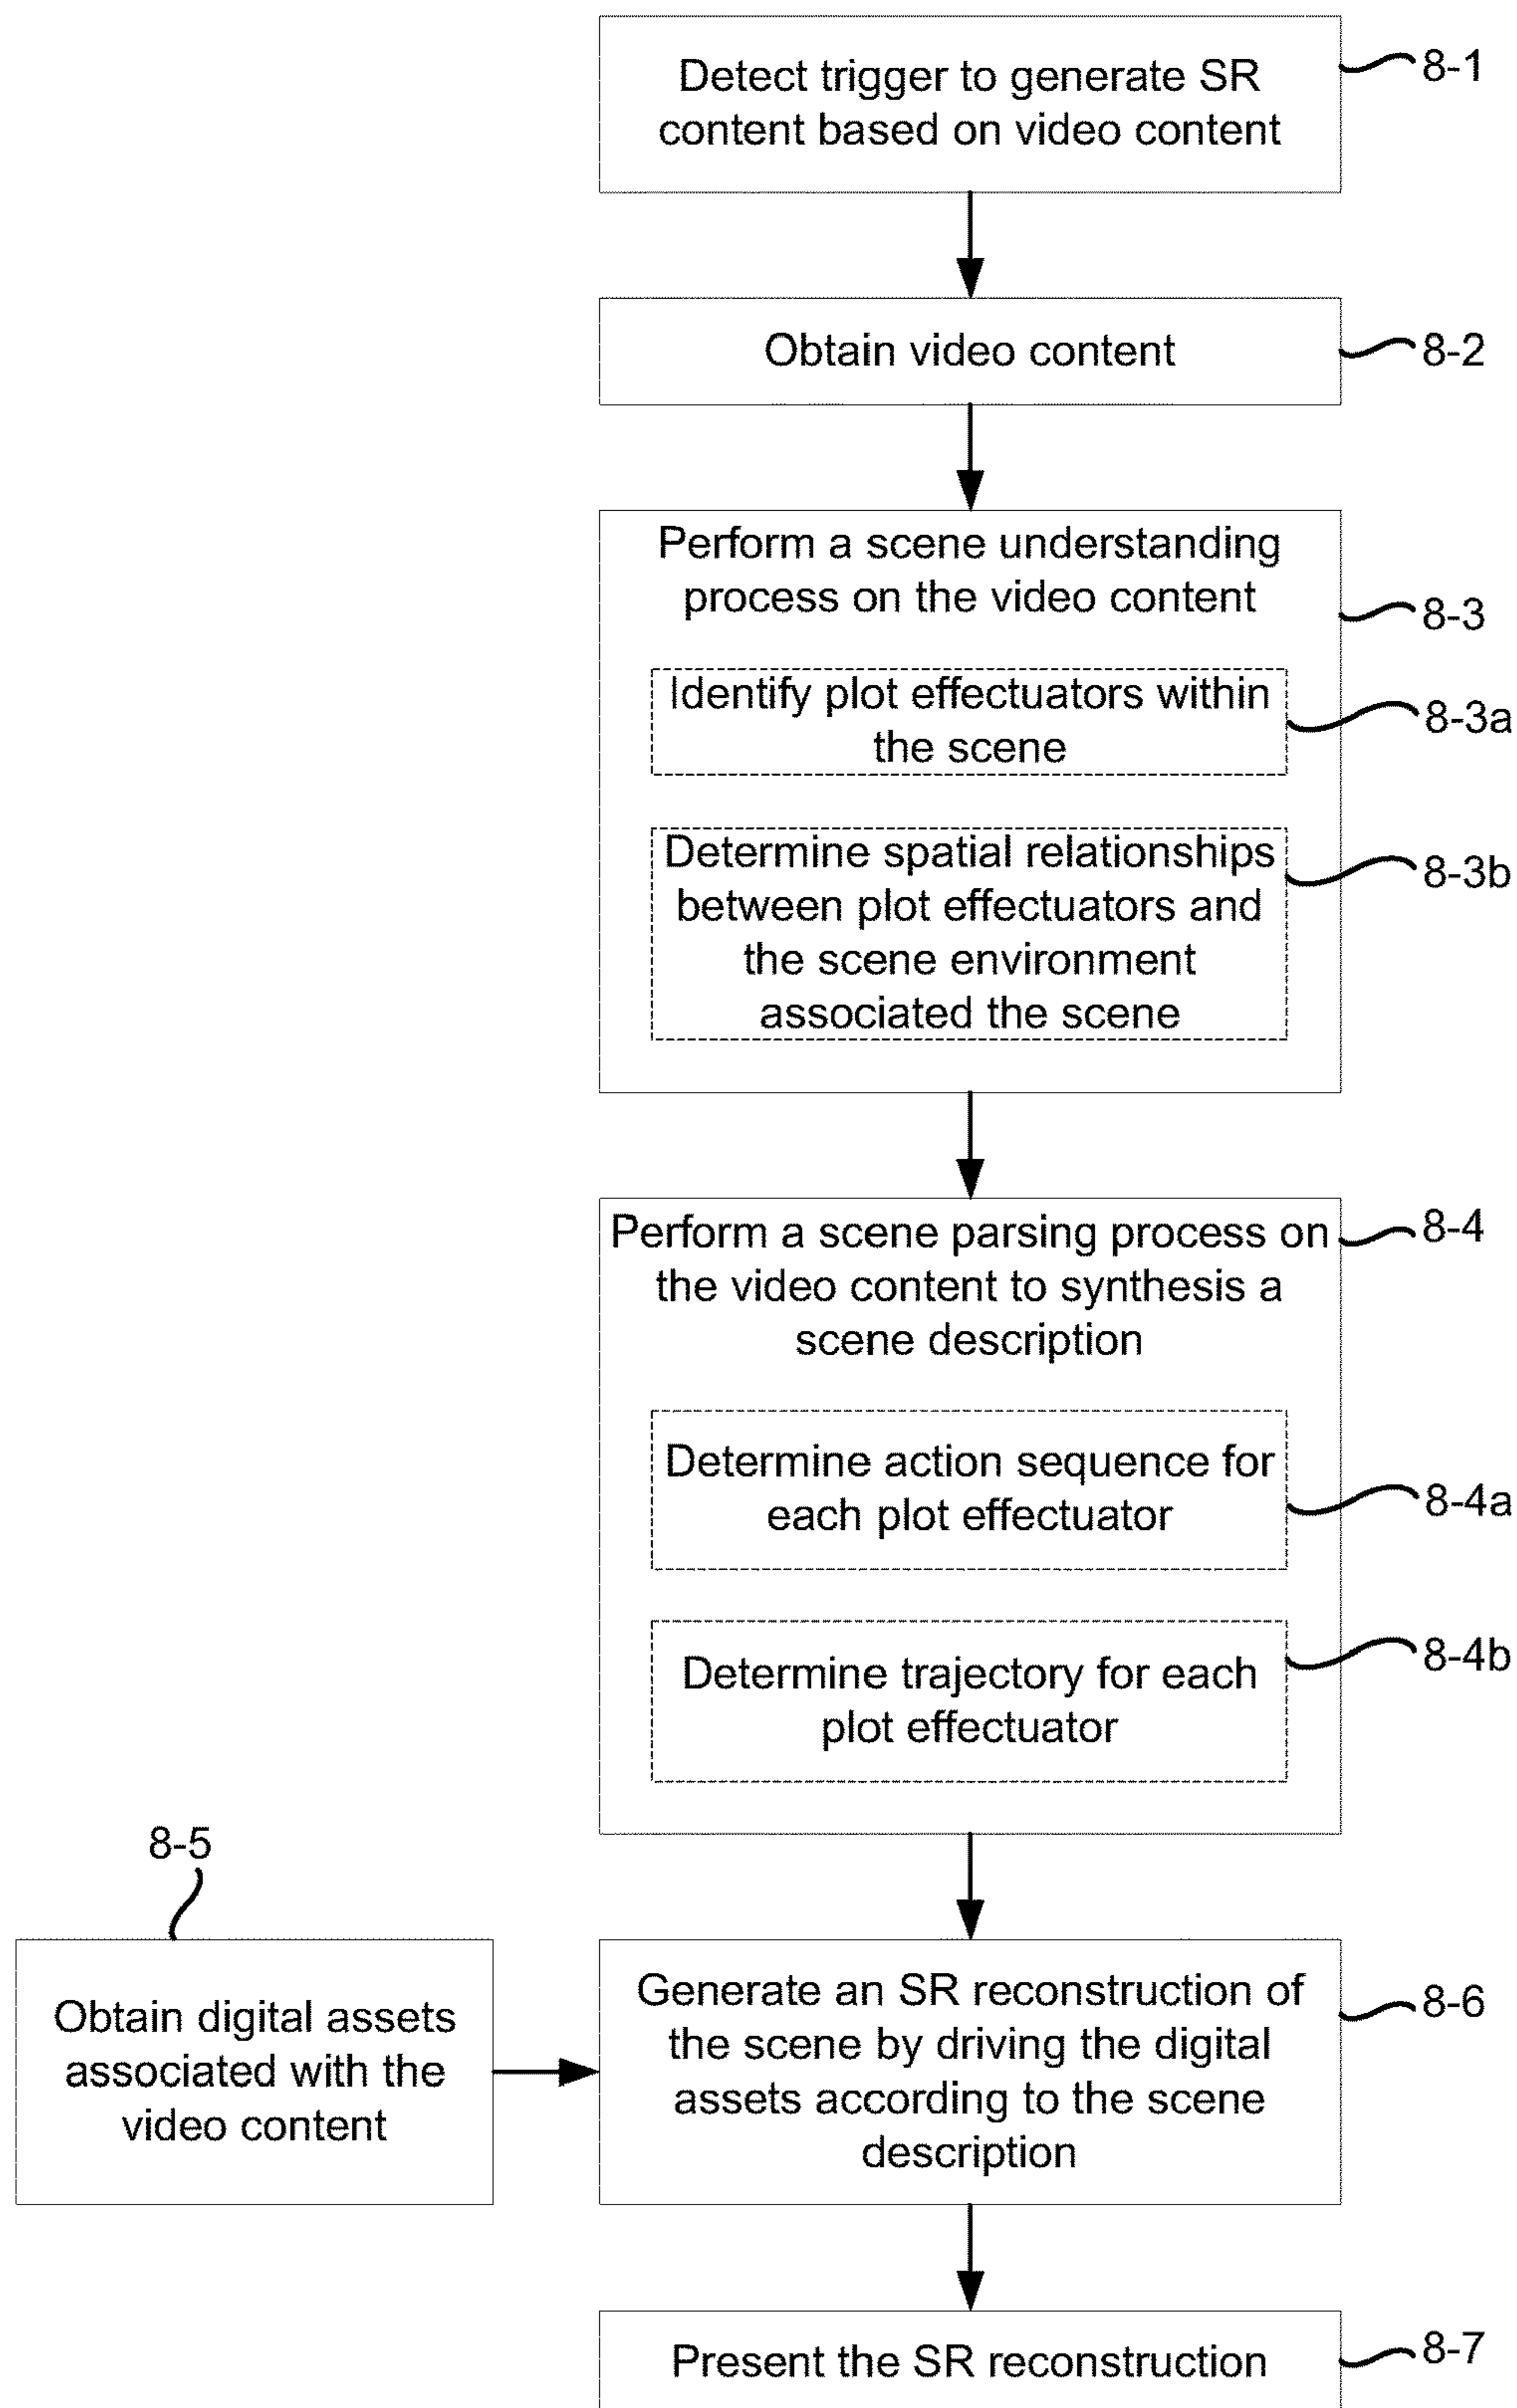 Detect trigger to generate SR
content based on video content
8-1
Obtain video content
8-2
Perform a scene understanding
process on the video content
8-3
Identify plot effectuators within
the scene
8-3a
Determine spatial relationships
between plot effectuators and
the scene environment
associated the scene
8-3b
Perform a scene parsing process on
the video content to synthesis a
scene description
8-4
Determine action sequence for
each plot effectuator
8-4a
Determine trajectory for each
plot effectuator
8-4b
8-5
Obtain digital assets
associated with the
video content
Generate an SR reconstruction of
the scene by driving the digital
assets according to the scene
description
8-6
Present the SR reconstruction
8-7